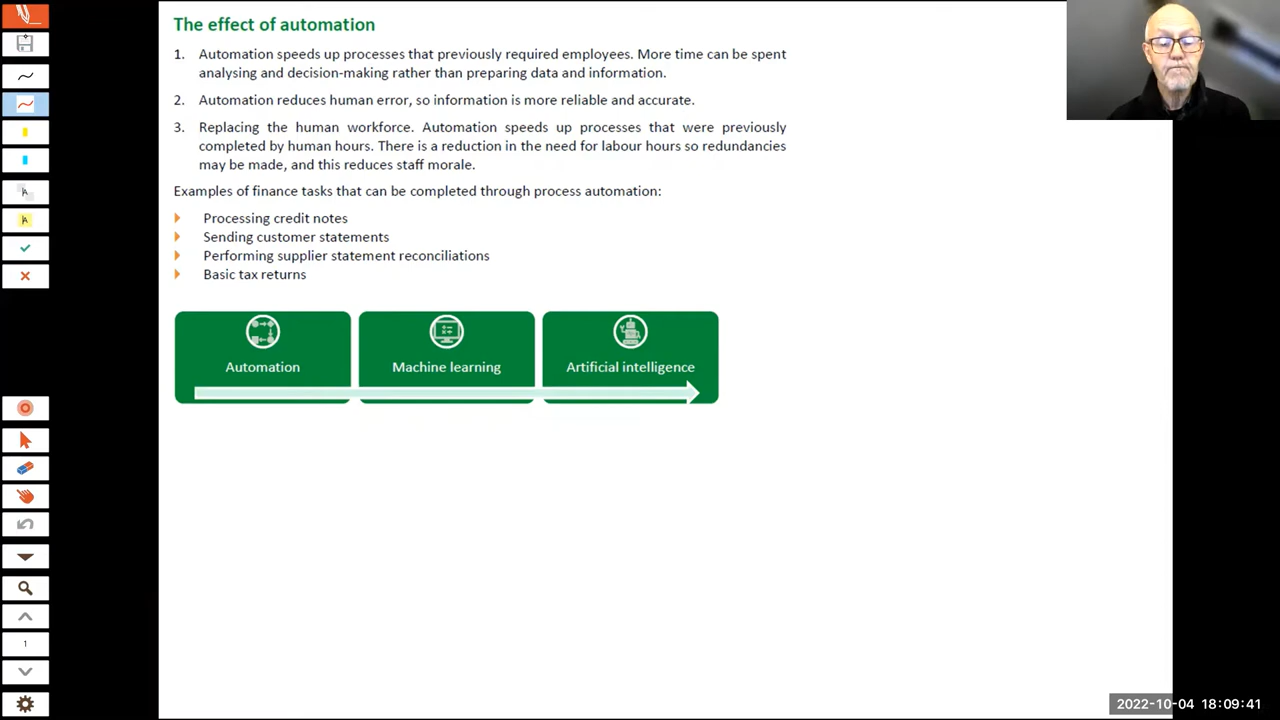 The effect of automation
1. Automation speeds up processes that previously required employees. More time can be spent
analysing and decision-making rather than preparing data and information.
2. Automation reduces human error, so information is more reliable and accurate.
3. Replacing the human workforce. Automation speeds up processes that were previously
completed by human hours. There is a reduction in the need for labour hours so redundancies
may be made, and this reduces staff morale.
Examples of finance tasks that can be completed through process automation:
Processing credit notes
Sending customer statements
Performing supplier statement reconciliations
Basic tax returns
Automation
Machine learning
Artificial intelligence
1
2022-10-04 18:09:41